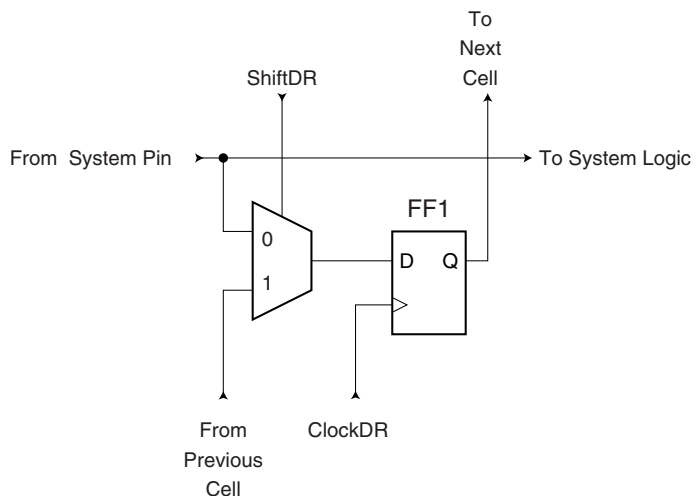 To
Next
Cell
ShiftDR
From System Pin
To System Logic
FF1
0
D Q
1
From
Previous
Cell
ClockDR